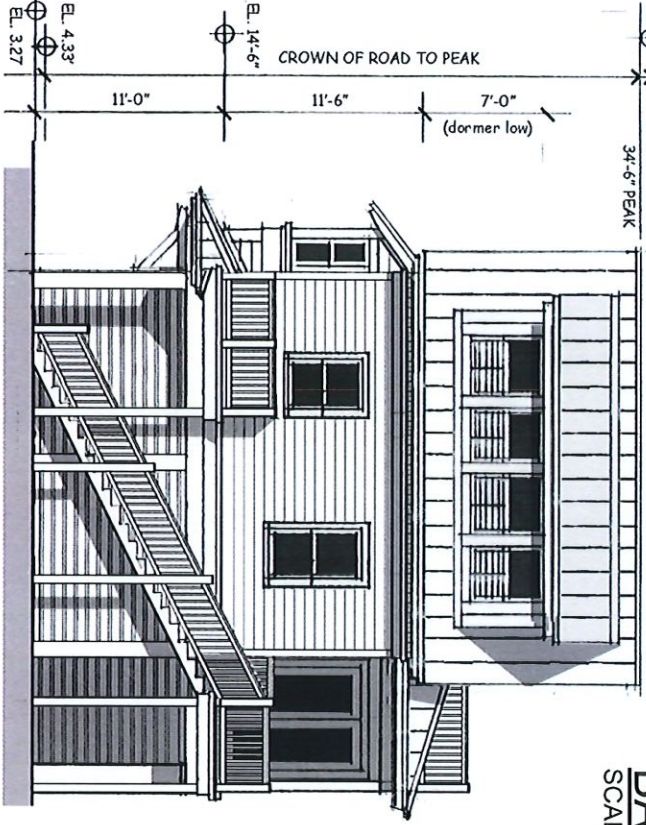 34'-6" PEAK
CROWN OF ROAD TO PEAK
7'-0"
(dormer low)
11'-6"
EL. 14'-6"
11'-0"
EL. 4.33'
EL. 3.27